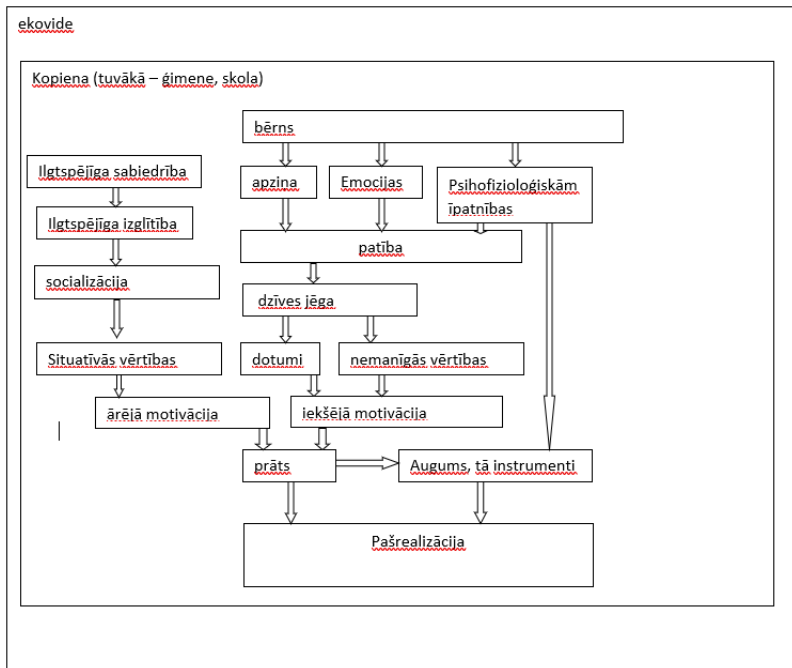 ekovide
Kopiena (tuvākā – ģimene, skola)
bērns
Ilgtspējīga sabiedrība
apziņa
Emocijas
Psihofizioloģiskām
īpatnības
Ilgtspējīga izglītība
patība
socializācija
dzīves jēga
Situatīvās vērtības
dotumi
nemanīgās vērtības
ārējā motivācija
iekšējā motivācija
prāts
Augums, tā instrumenti
Pašrealizācija